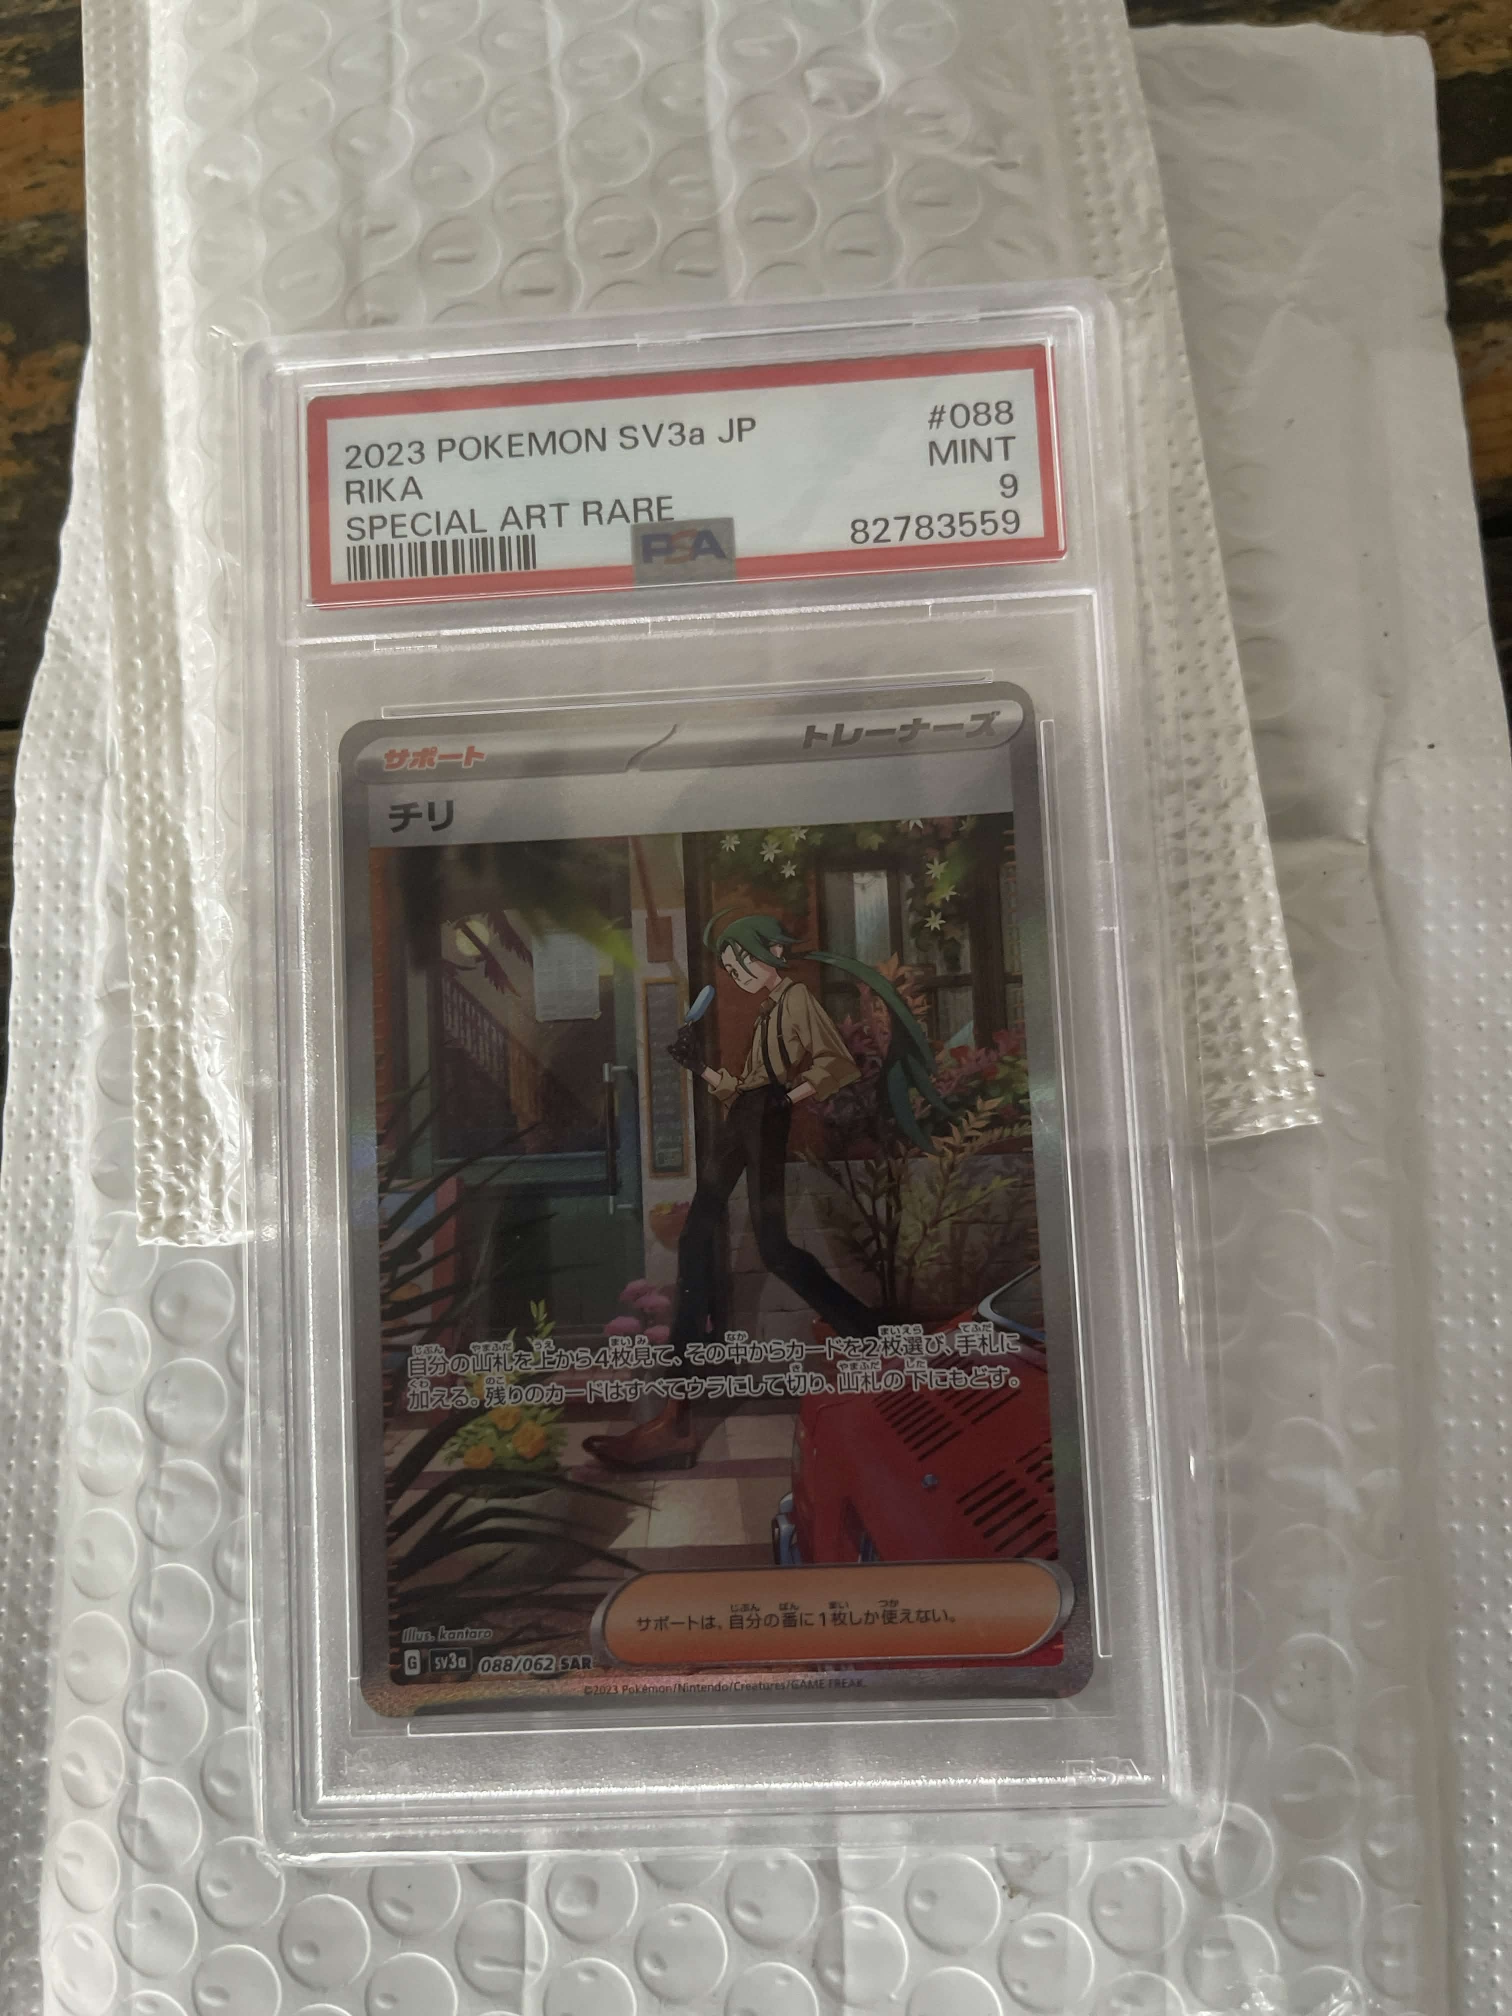 2023 POKEMON SV3a JP #088
RIKA MINT
SPECIAL ART RARE 9
PSA 82783559
サポート トレーナーズ
チリ
自分の山札を上から4枚見て、その中からカードを2枚選び、手札に
加える。残りのカードはすべてウラにして切り、山札の下にもどす。
サポートは、自分の番に1枚しか使えない。
Illus. kantaro
G sv3a 088/062 SAR
©2023 Pokémon/Nintendo/Creatures/GAME FREAK.
PSA